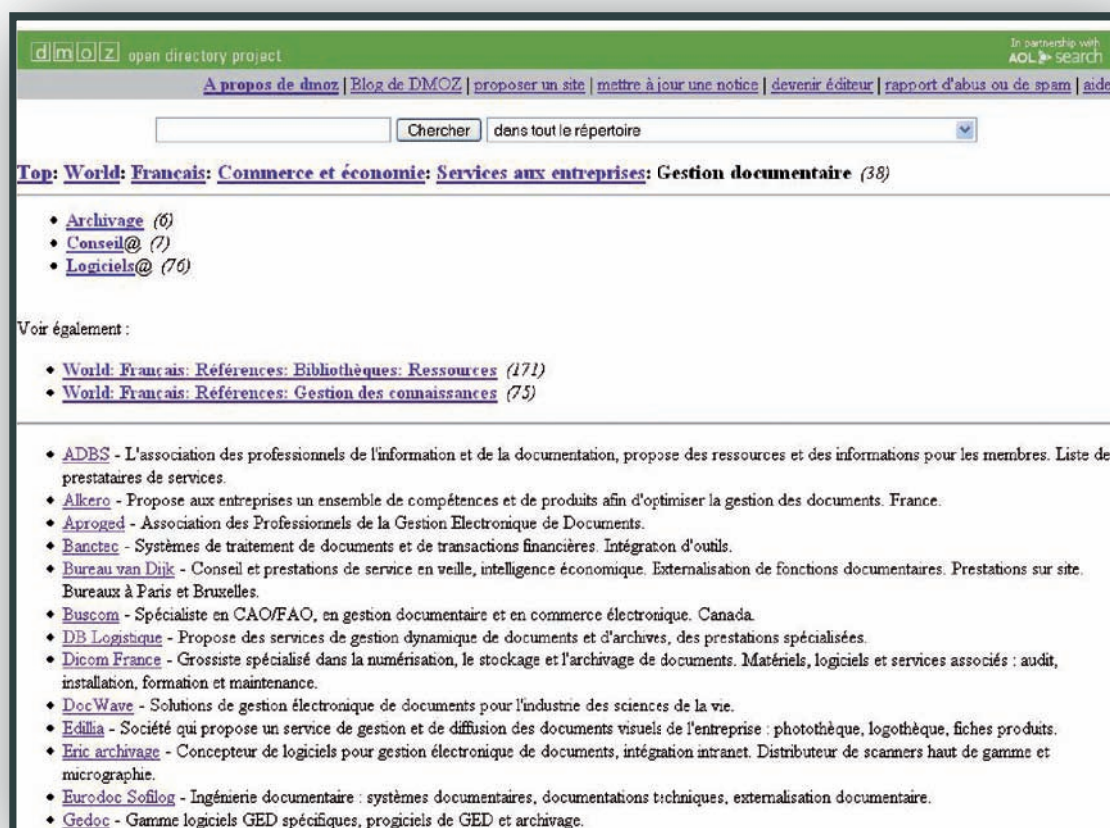 dmoz open directory project
In partnership with
AOL Search
A propos de dmoz | Blog de DMOZ | proposer un site | mettre à jour une notice | devenir éditeur | rapport d'abus ou de spam | aide
Chercher dans tout le répertoire
Top: World: Français: Commerce et économie: Services aux entreprises: Gestion documentaire (38)
Archivage (6)
Conseil@ (7)
Logiciels@ (76)
Voir également :
World: Français: Références: Bibliothèques: Ressources (171)
World: Français: Références: Gestion des connaissances (75)
ADBS - L'association des professionnels de l'information et de la documentation, propose des ressources et des informations pour les membres. Liste de
prestataires de services.
Alkero - Propose aux entreprises un ensemble de compétences et de produits afin d'optimiser la gestion des documents. France.
Aproged - Association des Professionnels de la Gestion Electronique de Documents.
Banctec - Systèmes de traitement de documents et de transactions financières. Intégraton d'outils.
Bureau van Dijk - Conseil et prestations de service en veille, intelligence économique. Externalisation de fonctions documentaires. Prestations sur site.
Bureaux à Paris et Bruxelles.
Buscom - Spécialiste en CAO/FAO, en gestion documentaire et en commerce électronique. Canada.
DB Logistique - Propose des services de gestion dynamique de documents et d'archives, des prestations spécialisées.
Dicom France - Grossiste spécialisé dans la numérisation, le stockage et l'archivage de documents. Matériels, logiciels et services associés : audit,
installation, formation et maintenance.
DocWave - Solutions de gestion électronique de documents pour l'industrie des sciences de la vie.
Edillia - Société qui propose un service de gestion et de diffusion des documents visuels de l'entreprise : photothèque, logothèque, fiches produits.
Eric archivage - Concepteur de logiciels pour gestion électronique de documents, intégration intranet. Distributeur de scanners haut de gamme et
micrographie.
Eurodoc Sofilog - Ingénierie documentaire : systèmes documentaires, documentations techniques, externalisation documentaire.
Gedoc - Gamme logiciels GED spécifiques, progiciels de GED et archivage.